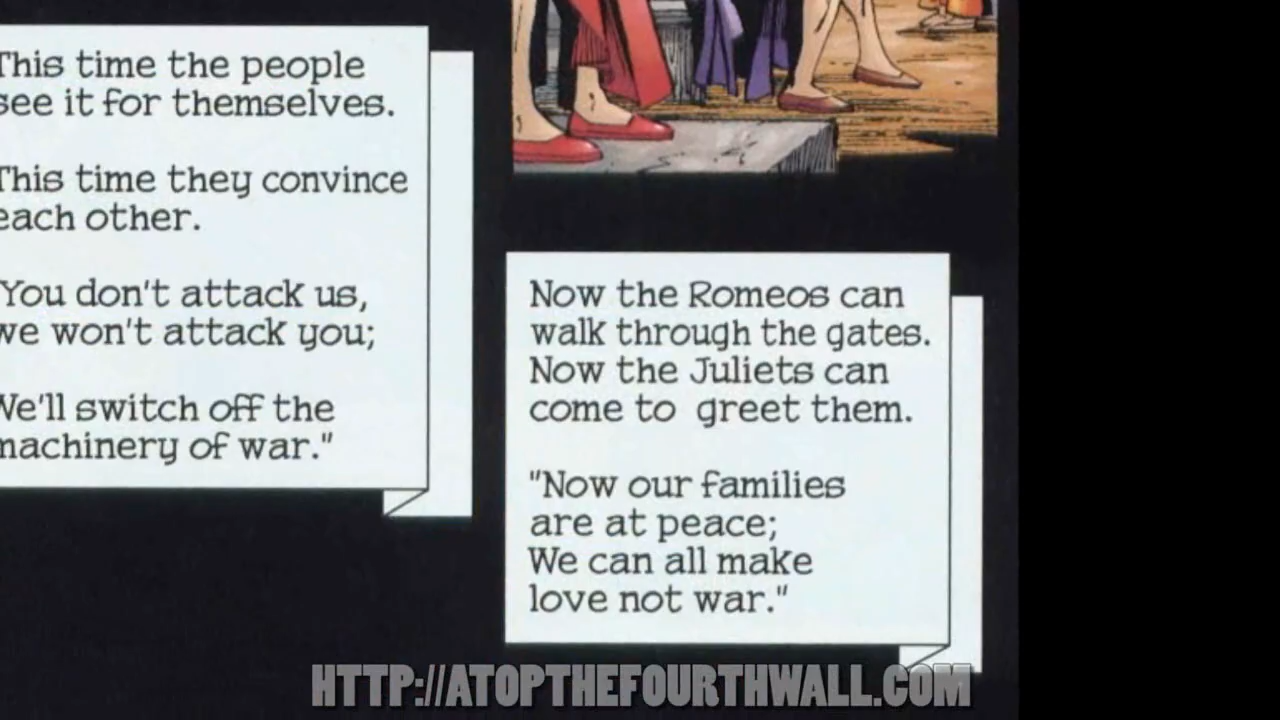 This time the people
see it for themselves.
This time they convince
each other.
"You don't attack us,
we won't attack you;
We'll switch off the
machinery of war."
Now the Romeos can
walk through the gates.
Now the Juliets can
come to greet them.
"Now our families
are at peace;
We can all make
love not war."
HTTP://ATOPTHEFOURTHWALL.COM